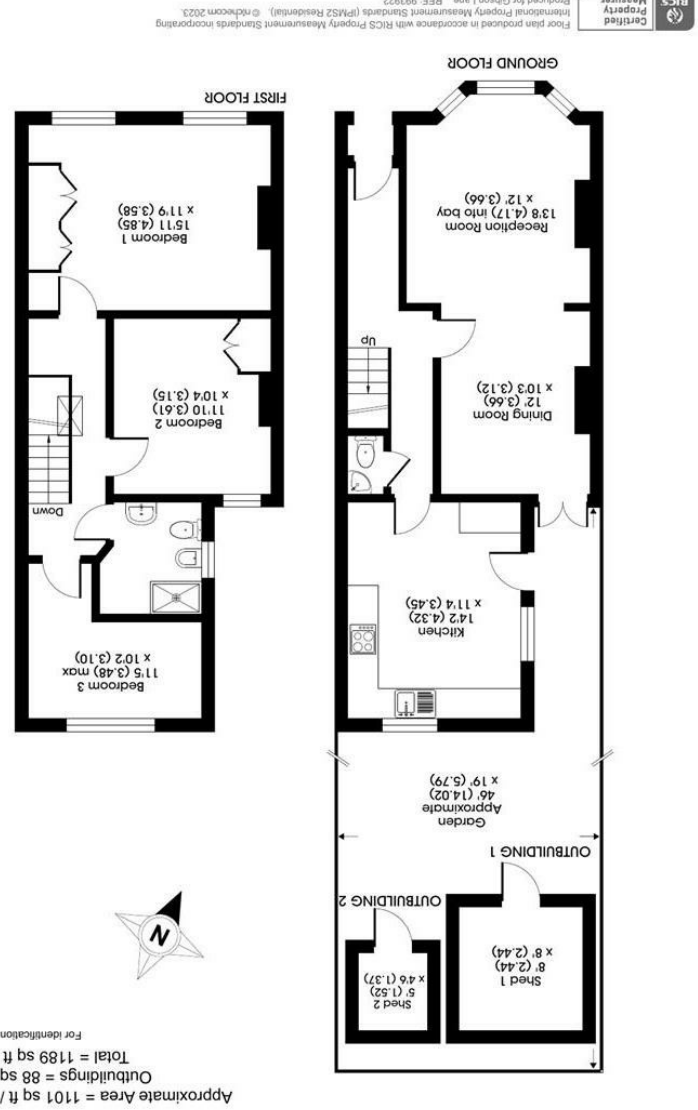 Approximate Area = 1101 sq ft /
Outbuildings = 88 sq
Total = 1189 sq ft
For identification
Shed 1
8' (2.44)
x 8' (2.44)
Shed 2
5' (1.52)
x 4'6 (1.37)
OUTBUILDING 1
OUTBUILDING 2
N
Garden
Approximate
46' (14.02)
x 19' (5.79)
Kitchen
14'2 (4.32)
x 11'4 (3.45)
Dining Room
12' (3.66)
x 10'3 (3.12)
Up
Reception Room
13'8 (4.17) into bay
x 12' (3.66)
GROUND FLOOR
Bedroom 3
11'5 (3.48) max
x 10'2 (3.10)
Down
Bedroom 2
11'10 (3.61)
x 10'4 (3.15)
Bedroom 1
15'11 (4.85)
x 11'9 (3.58)
FIRST FLOOR
RICS
Certified
Property
Measurer
Floor plan produced in accordance with RICS Property Measurement Standards incorporating
International Property Measurement Standards (IPMS2 Residential). © nichecom 2023.
Produced for Gibson Lane. REF: 993922